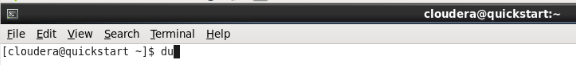 cloudera@quickstart:~
File Edit View Search Terminal Help
[cloudera@quickstart ~]$ du